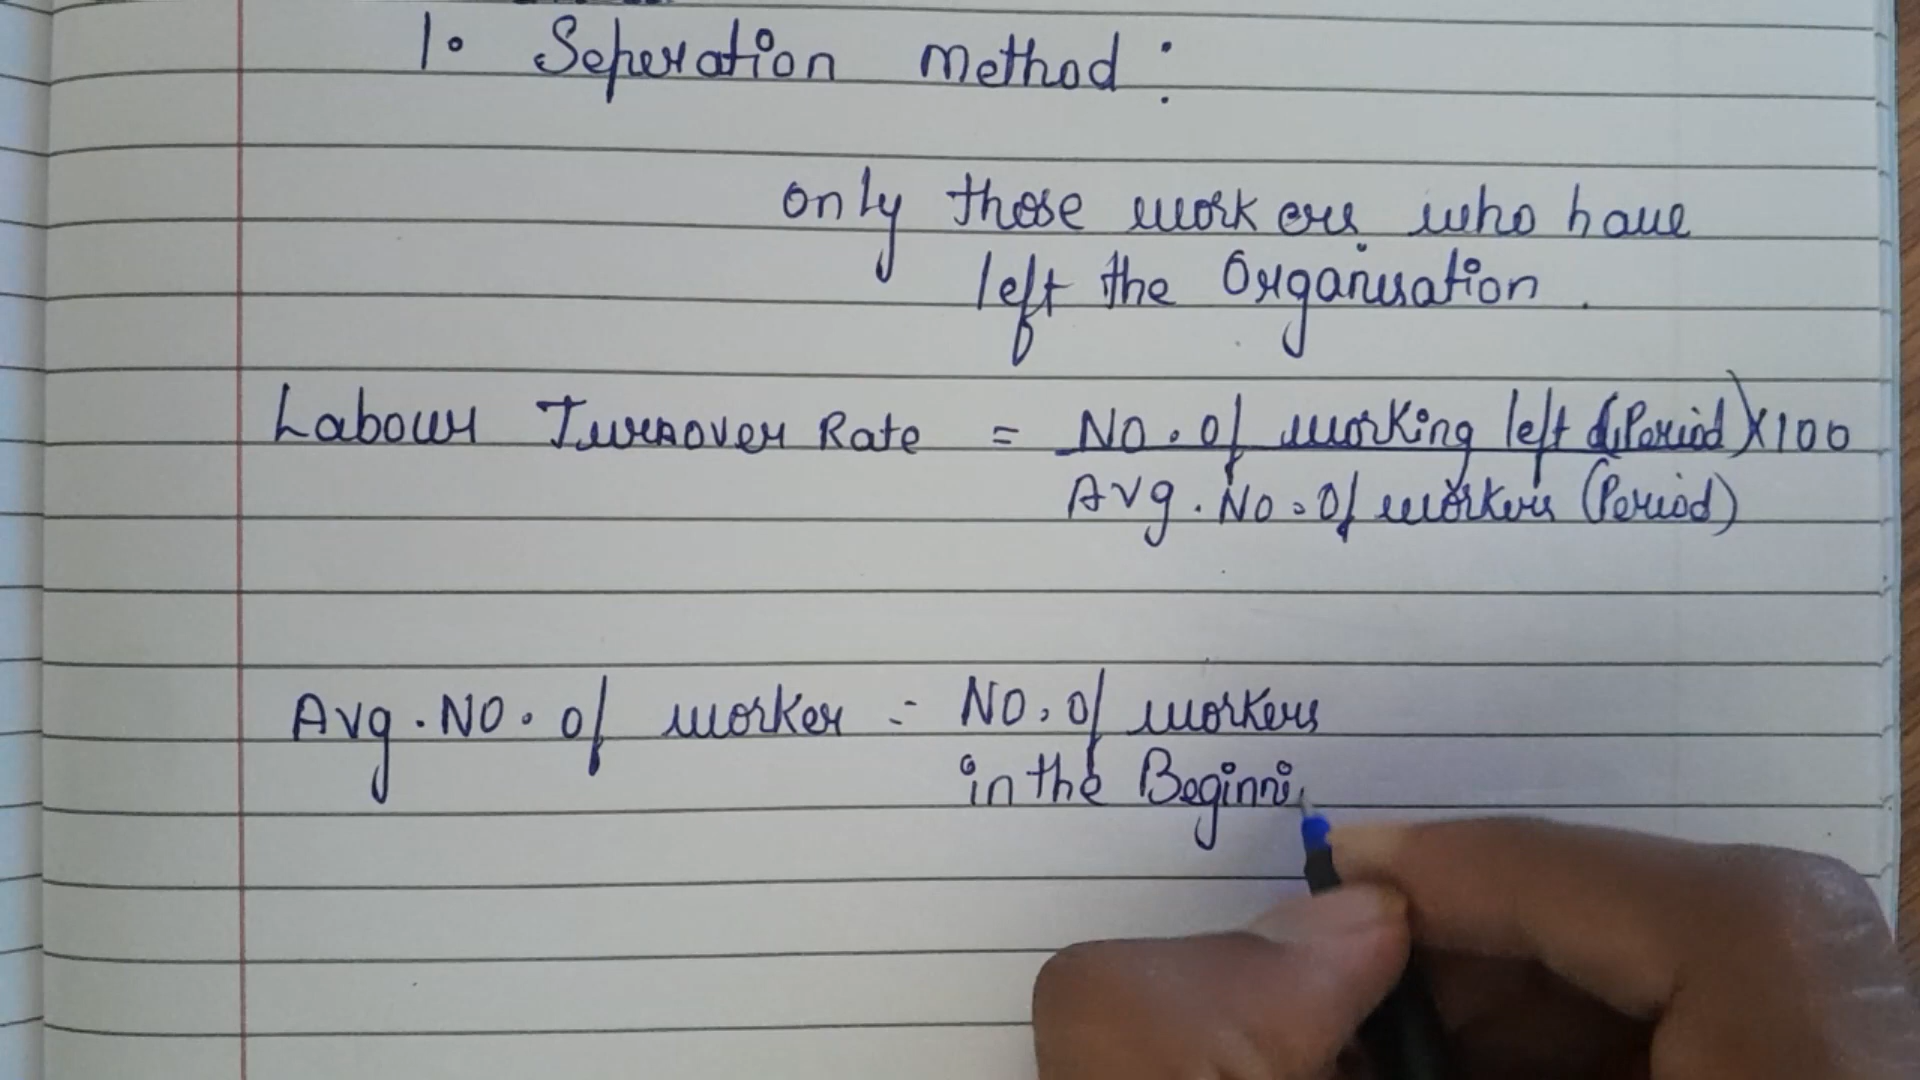 1. Seperation Method :
only those workers who have
left the Organisation.
Labour Turnover Rate = No. of working left (Period) × 100
Avg. No. of workers (Period)
Avg. No. of worker = No. of workers
in the Beginni